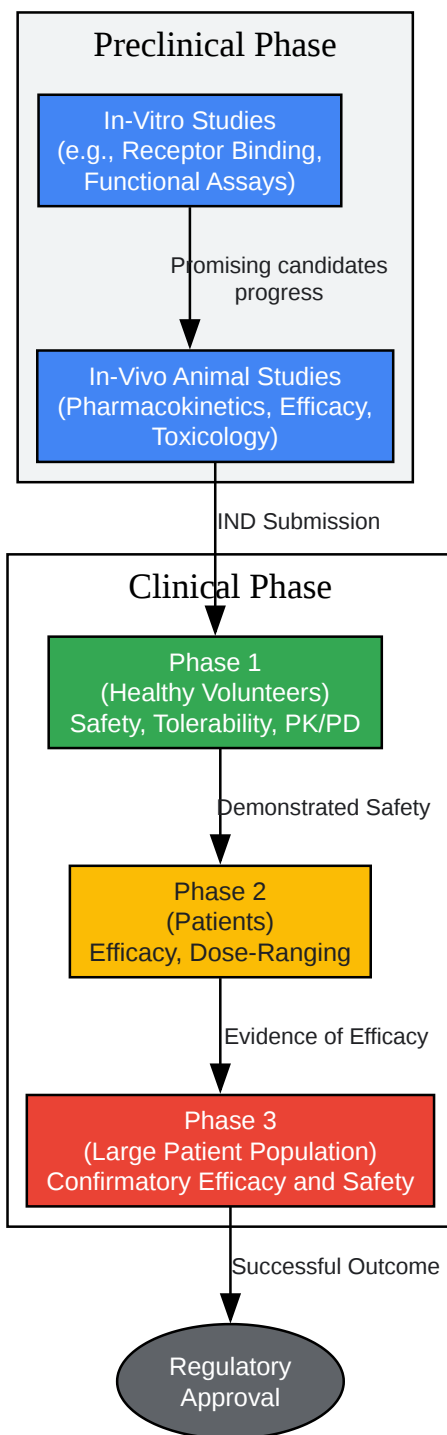 Preclinical Phase
In-Vitro Studies
(e.g., Receptor Binding,
Functional Assays)
Promising candidates
progress
In-Vivo Animal Studies
(Pharmacokinetics, Efficacy,
Toxicology)
IND Submission
Clinical Phase
Phase 1
(Healthy Volunteers)
Safety, Tolerability, PK/PD
Demonstrated Safety
Phase 2
(Patients)
Efficacy, Dose-Ranging
Evidence of Efficacy
Phase 3
(Large Patient Population)
Confirmatory Efficacy and Safety
Successful Outcome
Regulatory
Approval